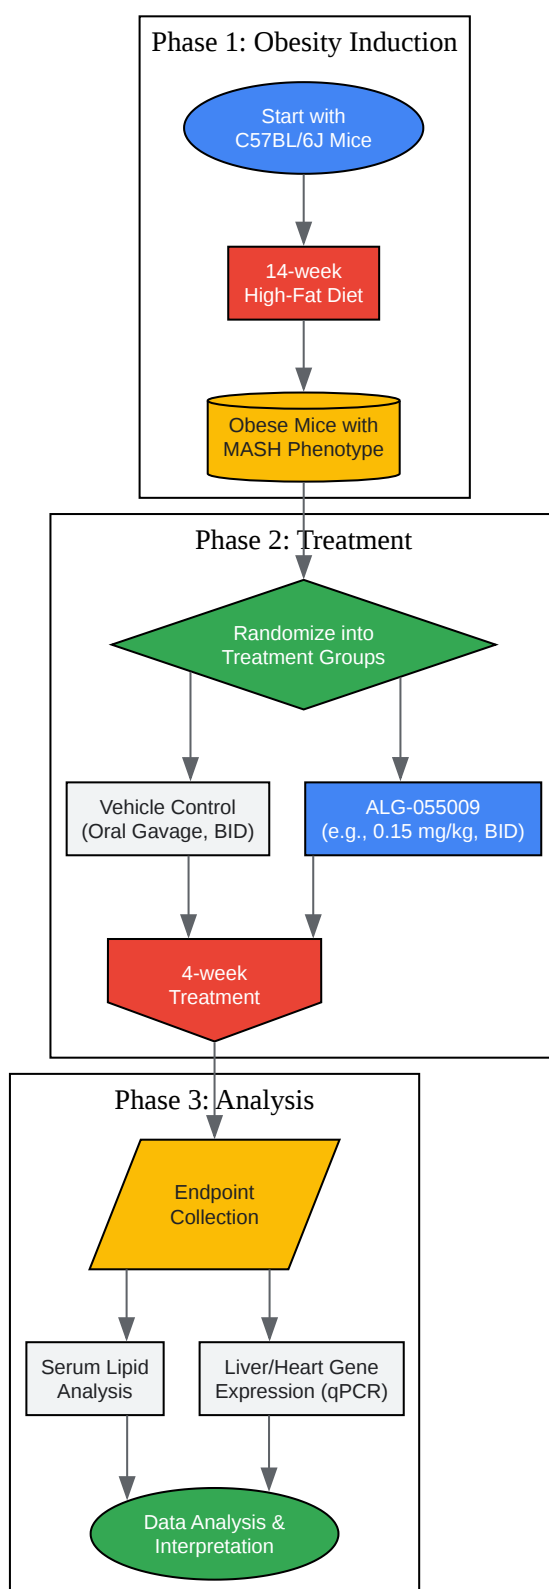 Phase 1: Obesity Induction
Start with
C57BL/6J Mice
14-week
High-Fat Diet
Obese Mice with
MASH Phenotype
Phase 2: Treatment
Randomize into
Treatment Groups
Vehicle Control
(Oral Gavage, BID)
ALG-055009
(e.g., 0.15 mg/kg, BID)
4-week
Treatment
Phase 3: Analysis
Endpoint
Collection
Serum Lipid
Analysis
Liver/Heart Gene
Expression (qPCR)
Data Analysis &
Interpretation